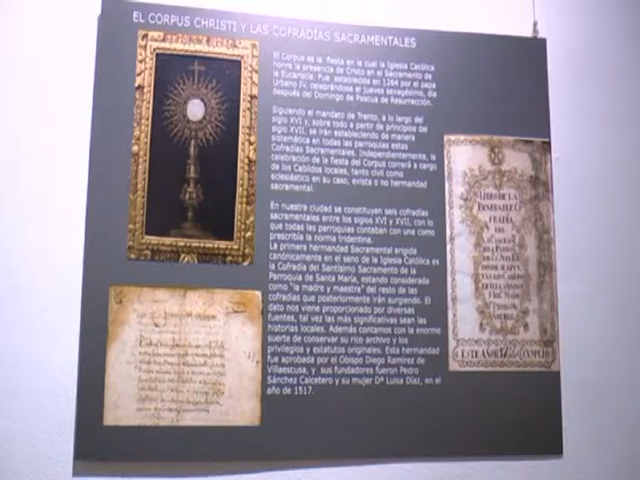 EL CORPUS CHRISTI Y LAS COFRADÍAS SACRAMENTALES
El Corpus es la fiesta en la cual la Iglesia Católica
honra la presencia de Cristo en el Sacramento de
la Eucaristía. Fue establecida en 1264 por el papa
Urbano IV, celebrándose el jueves sexagésimo, día
después del Domingo de Pascua de Resurrección.
Siguiendo el mandato de Trento, a lo largo del
siglo XVI y, sobre todo a partir de principios del
siglo XVII, se irán estableciendo de manera
sistemática en todas las parroquias estas
Cofradías Sacramentales. Independientemente, la
celebración de la fiesta del Corpus correrá a cargo
de los Cabildos locales, tanto civil como
eclesiástico en su caso, exista o no hermandad
sacramental.
En nuestra ciudad se constituyen seis cofradías
sacramentales entre los siglos XVI y XVII, con lo
que todas las parroquias contaban con una como
prescribía la norma tridentina.
La primera hermandad Sacramental erigida
canónicamente en el seno de la Iglesia Católica es
la Cofradía del Santísimo Sacramento de la
Parroquia de Santa María, estando considerada
como "la madre y maestra" del resto de las
cofradías que posteriormente irán surgiendo. El
dato nos viene proporcionado por diversas
fuentes, tal vez las más significativas sean las
historias locales. Además contamos con la enorme
suerte de conservar su rico archivo y los
privilegios y estatutos originales. Esta hermandad
fue aprobada por el Obispo Diego Ramírez de
Villaescusa, y sus fundadores fueron Pedro
Sánchez Calcetero y su mujer Dª Luisa Díaz, en el
año de 1517.
LIBRO DE LA
DEL